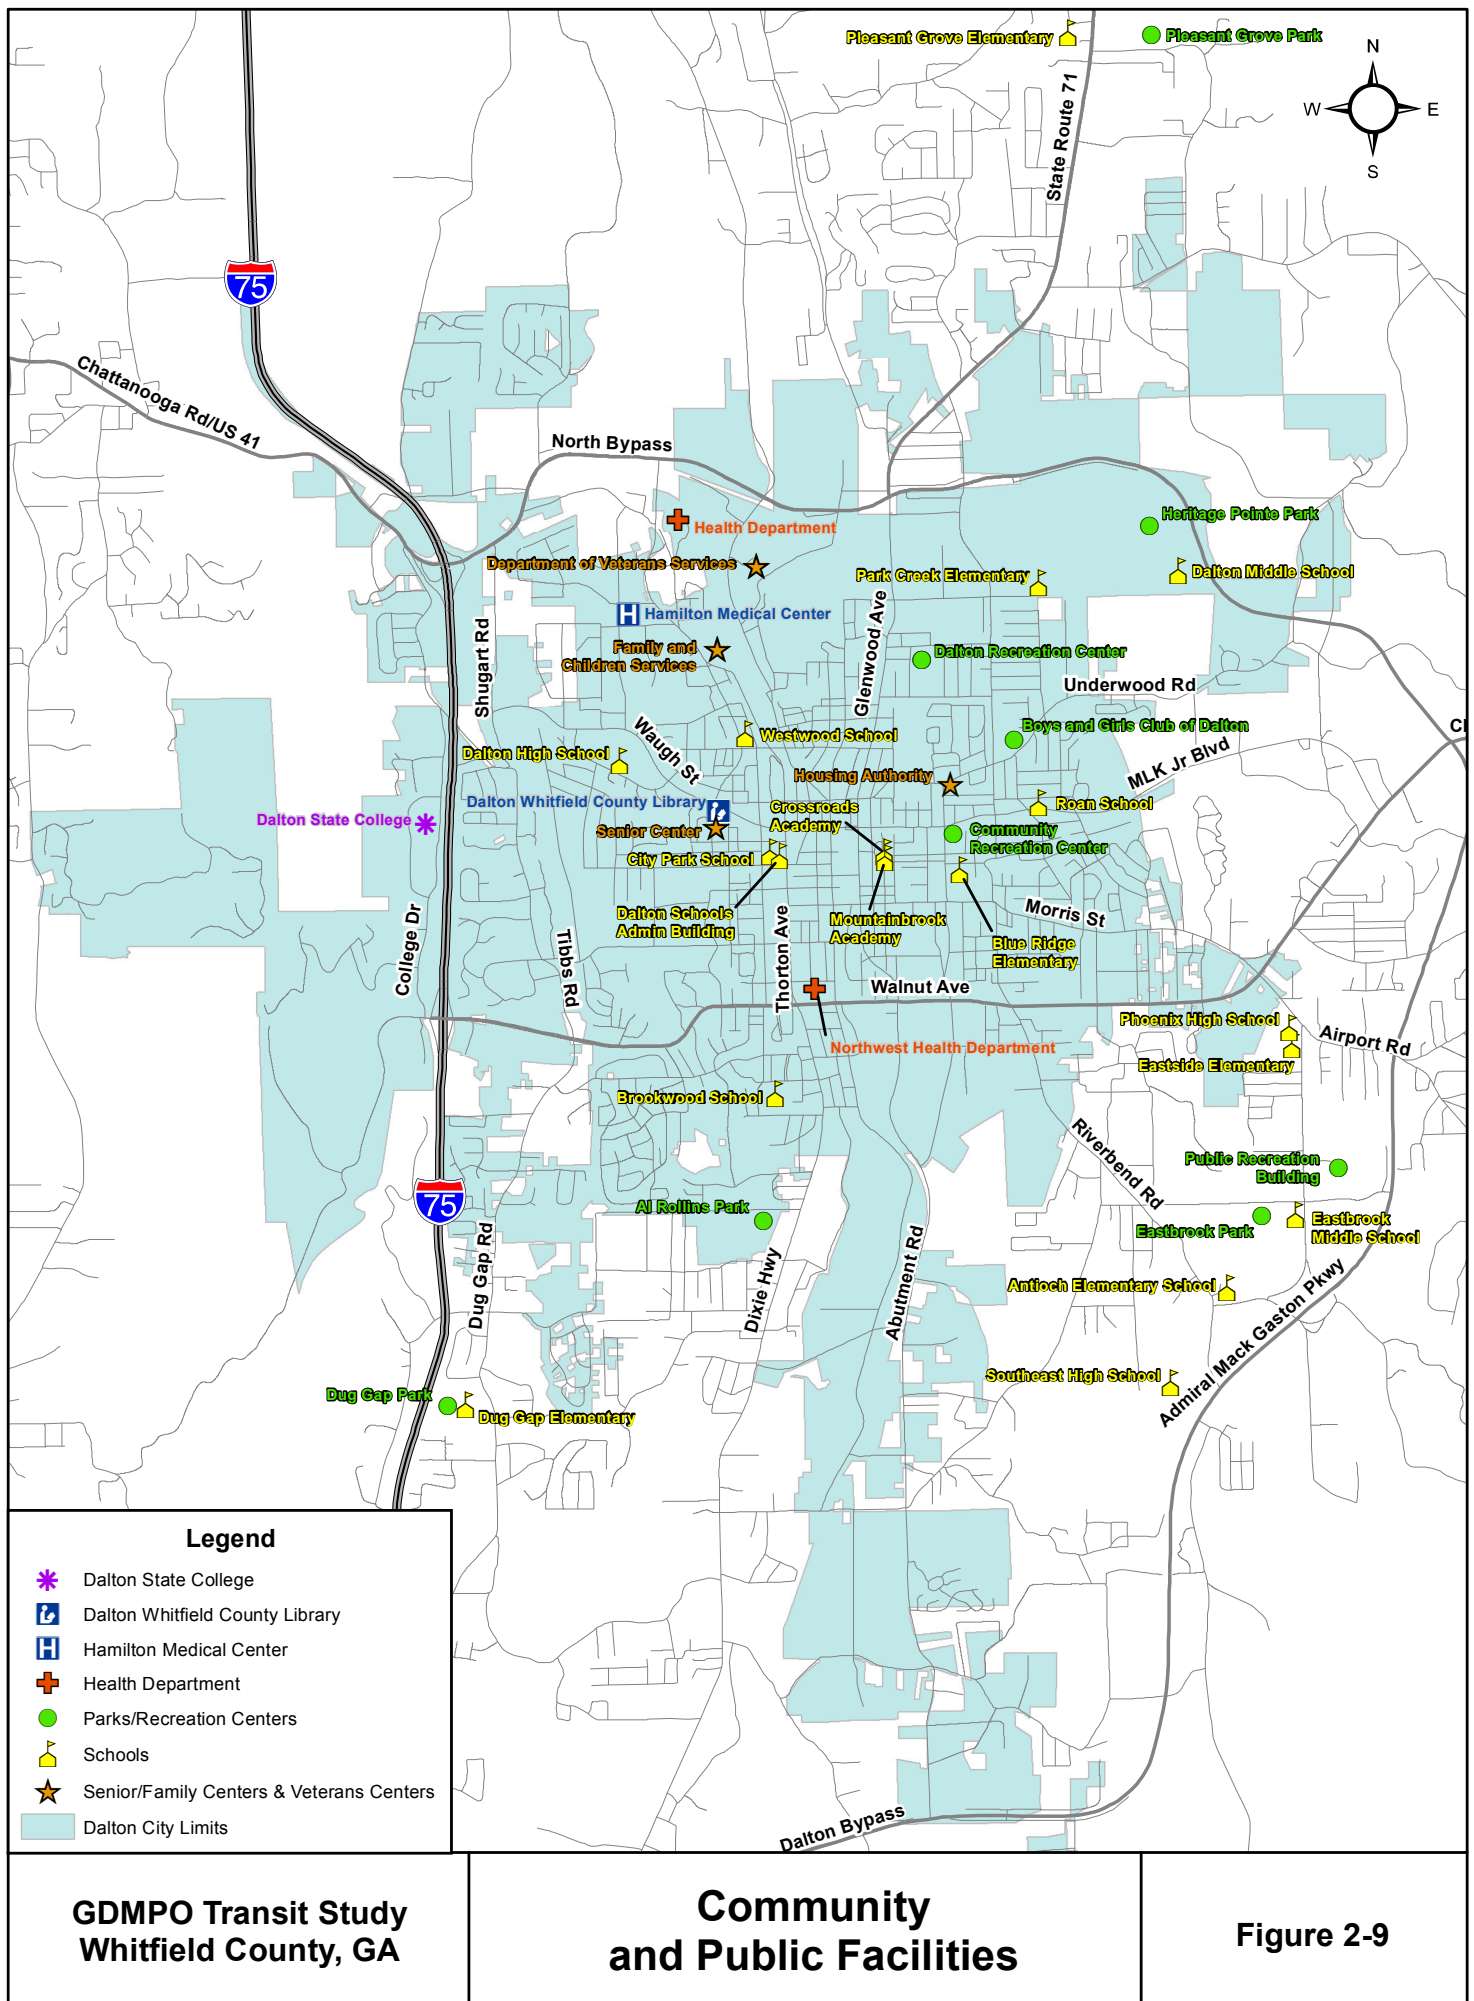 Pleasant Grove Elementary
Pleasant Grove Park
N
W
E
S
State Route 71
75
Chattanooga Rd/US 41
North Bypass
Health Department
Heritage Pointe Park
Department of Veterans Services
Park Creek Elementary
Dalton Middle School
Hamilton Medical Center
Glenwood Ave
Shugart Rd
Family and
Children Services
Dalton Recreation Center
Underwood Rd
Waugh St
Westwood School
Boys and Girls Club of Dalton
Cl
Dalton High School
MLK Jr Blvd
Housing Authority
Dalton Whitfield County Library
Crossroads
Academy
Roan School
Dalton State College
Senior Center
Community
Recreation Center
City Park School
Dalton Schools
Admin Building
Mountainbrook
Academy
Morris St
Blue Ridge
Elementary
College Dr
Tibbs Rd
Thorton Ave
Walnut Ave
Phoenix High School
Airport Rd
Northwest Health Department
Eastside Elementary
Brookwood School
Riverbend Rd
Public Recreation
Building
75
Al Rollins Park
Eastbrook Park
Eastbrook
Middle School
Dug Gap Rd
Dixie Hwy
Abutment Rd
Antioch Elementary School
Admiral Mack Gaston Pkwy
Southeast High School
Dug Gap Park
Dug Gap Elementary
Legend
Dalton State College
Dalton Whitfield County Library
H
Hamilton Medical Center
Health Department
Parks/Recreation Centers
Schools
Senior/Family Centers & Veterans Centers
Dalton City Limits
Dalton Bypass
GDMPO Transit Study
Whitfield County, GA
Community
and Public Facilities
Figure 2-9